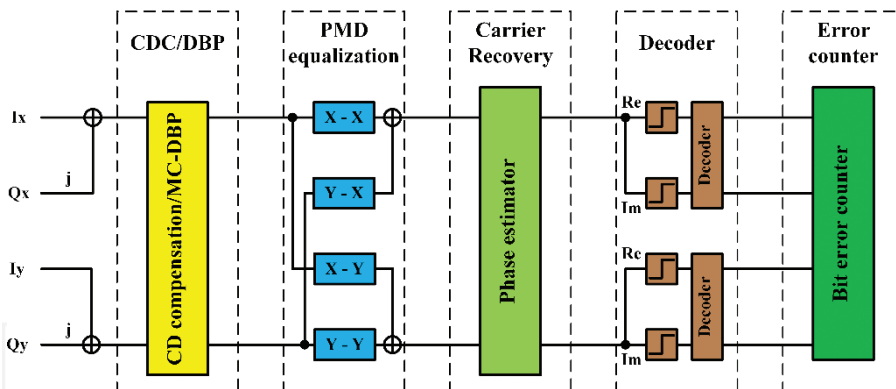 CDC/DBP
PMD
equalization
Carrier
Recovery
Decoder
Error
counter
Ix
j
Qx
Iy
j
Qy
CD compensation/MC-DBP
X - X
Y - X
X - Y
Y - Y
Phase estimator
Re
Im
Decoder
Re
Im
Decoder
Bit error counter